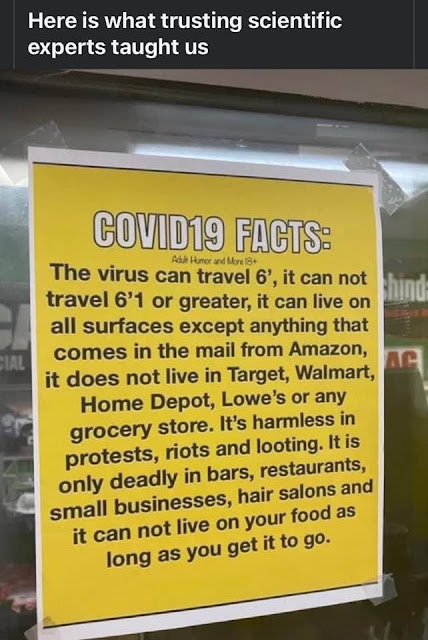 Here is what trusting scientific
experts taught us
COVID19 FACTS:
Adult Humor and More 18+
The virus can travel 6', it can not
travel 6'1 or greater, it can live on
all surfaces except anything that
comes in the mail from Amazon,
it does not live in Target, Walmart,
Home Depot, Lowe's or any
grocery store. It's harmless in
protests, riots and looting. It is
only deadly in bars, restaurants,
small businesses, hair salons and
it can not live on your food as
long as you get it to go.
CIAL
AC